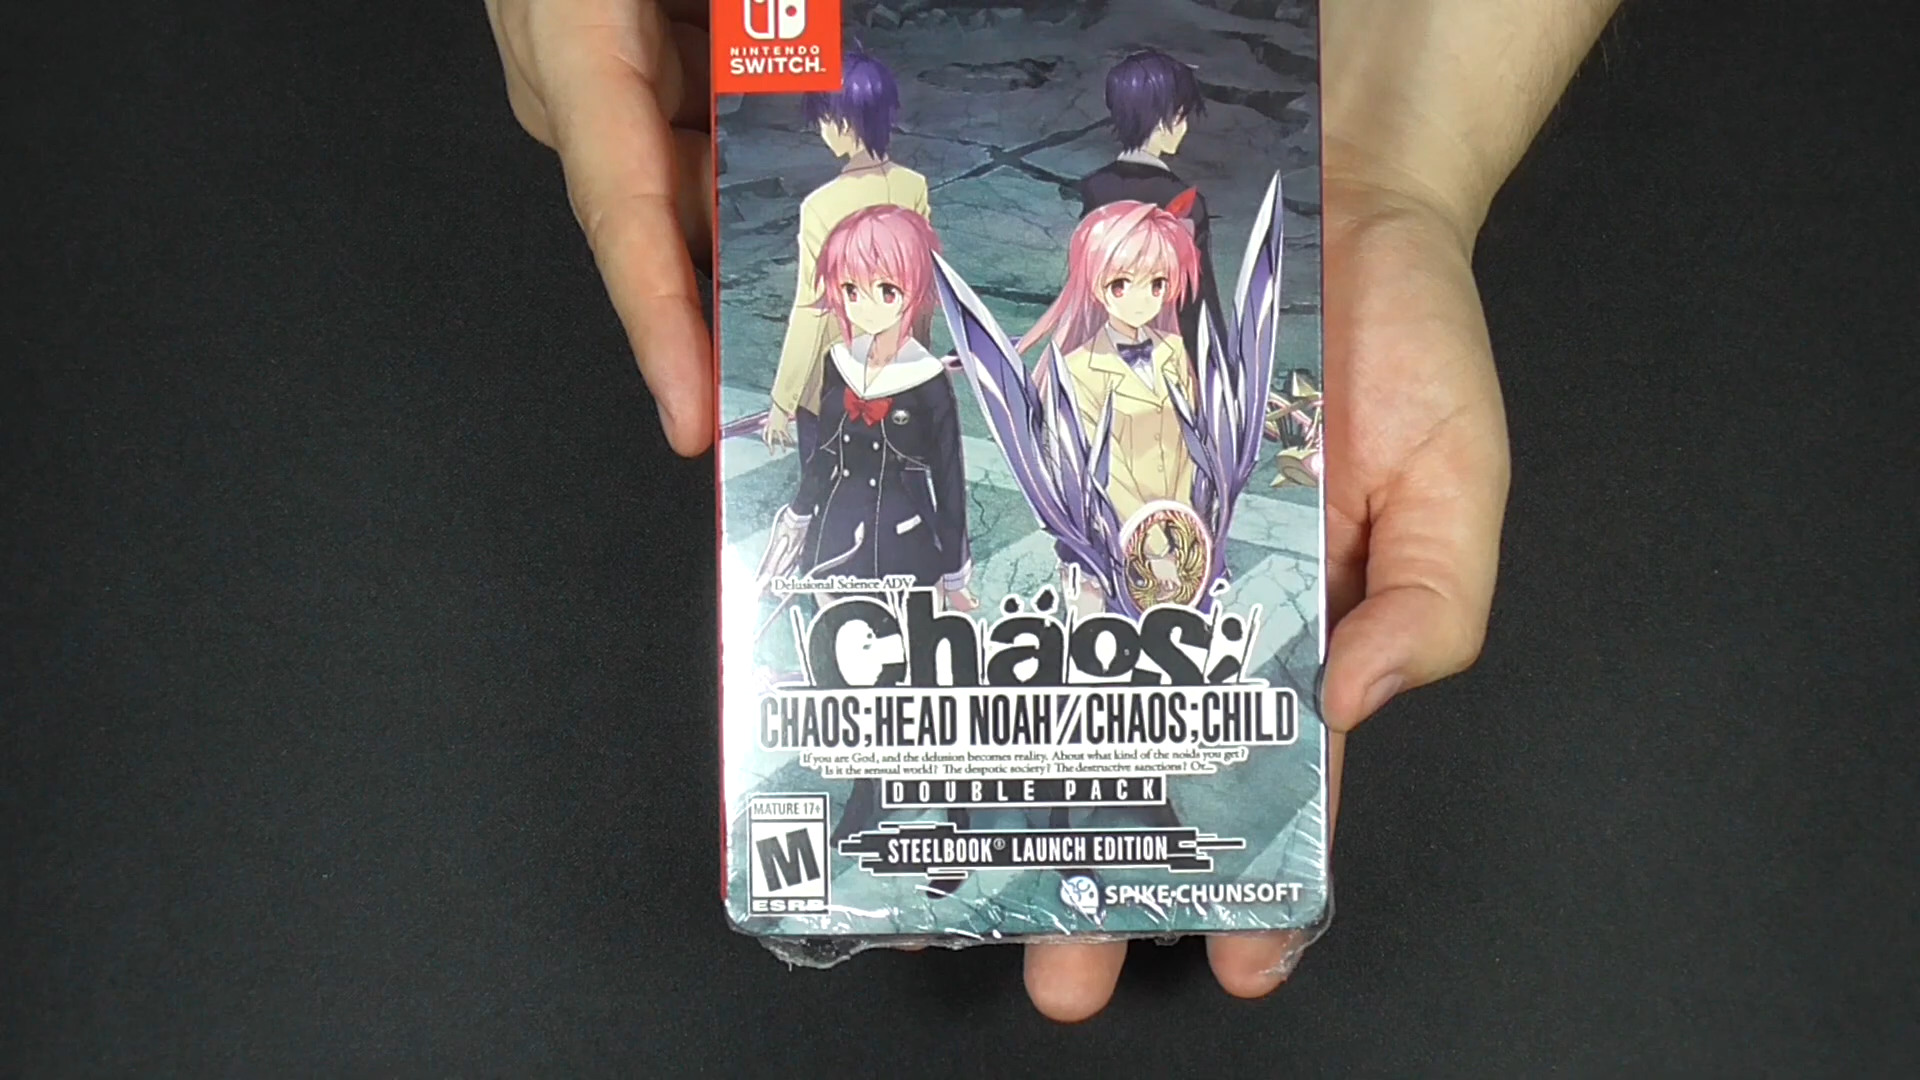 NINTENDO
SWITCH™
Delusional Science ADV
Chäos;
CHAOS;HEAD NOAH//CHAOS;CHILD
If you are God, and the delusion becomes reality. About what kind of the noids you get?
Is it the sensual world? The despotic society? The destructive sanctions? Or...
DOUBLE PACK
MATURE 17+
M
ESRB
STEELBOOK® LAUNCH EDITION
SPIKE CHUNSOFT